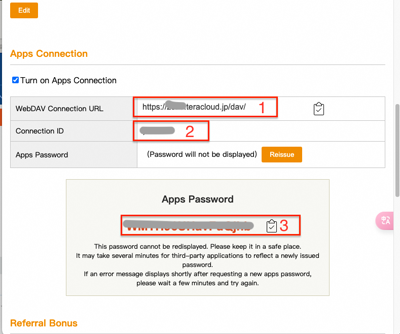 Edit
Apps Connection
Turn on Apps Connection
WebDAV Connection URL https: teracloud.jp/dav/ 1
Connection ID 2
Apps Password (Password will not be displayed) Reissue
Apps Password
3
This password cannot be redisplayed. Please keep it in a safe place.
It may take several minutes for third-party applications to reflect a newly issued
password.
If an error message displays shortly after requesting a new apps password,
please wait a few minutes and try again.
Referral Bonus